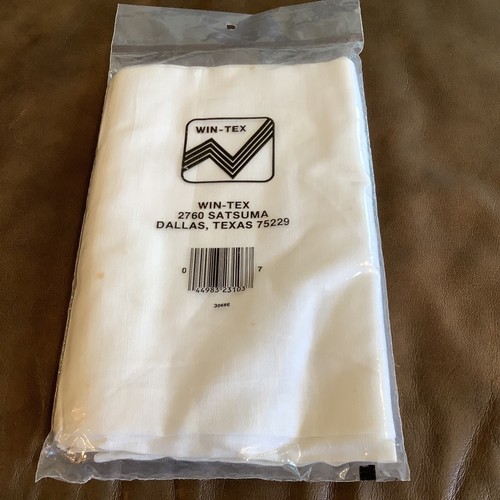 WIN-TEX
WIN-TEX
2760 SATSUMA
DALLAS, TEXAS 75229
0 44983 23103 7